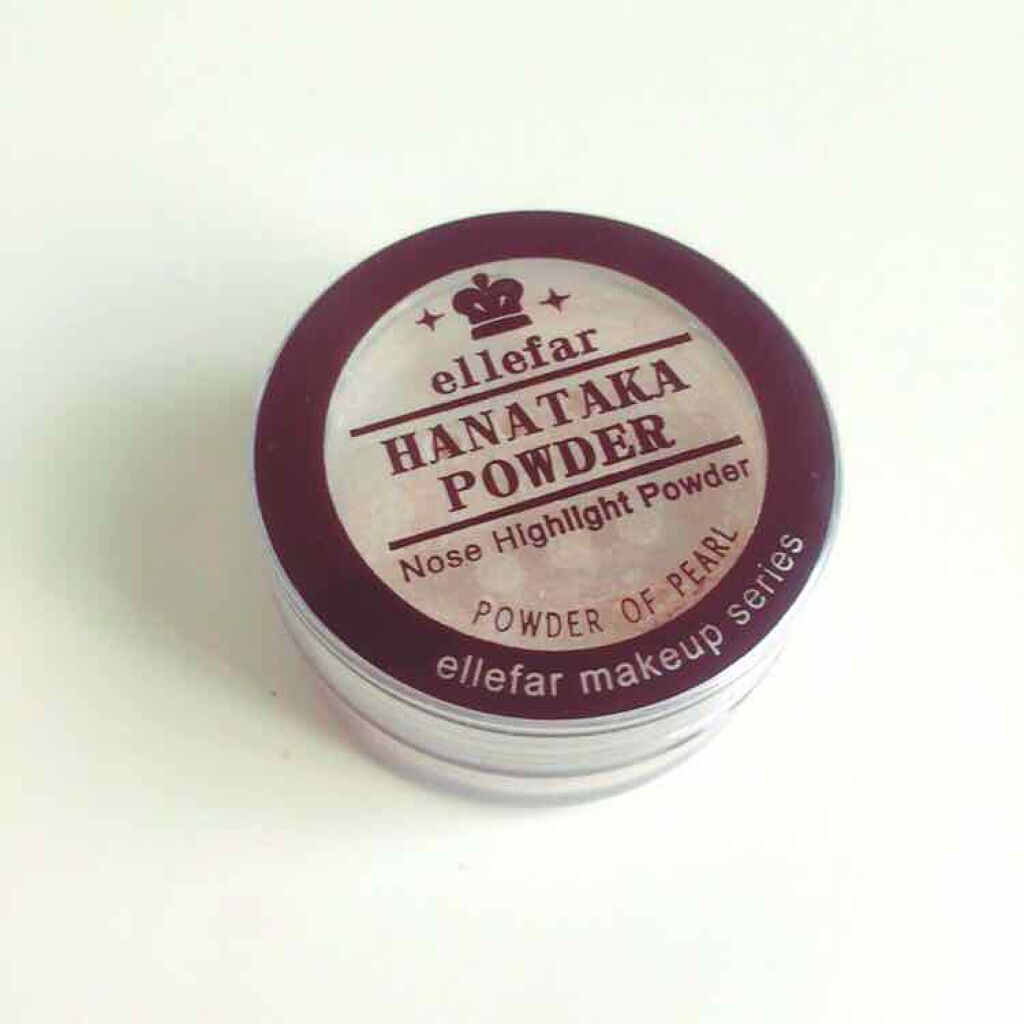 ellefar
HANATAKA
POWDER
Nose Highlight Powder
POWDER OF PEARL
ellefar makeup series